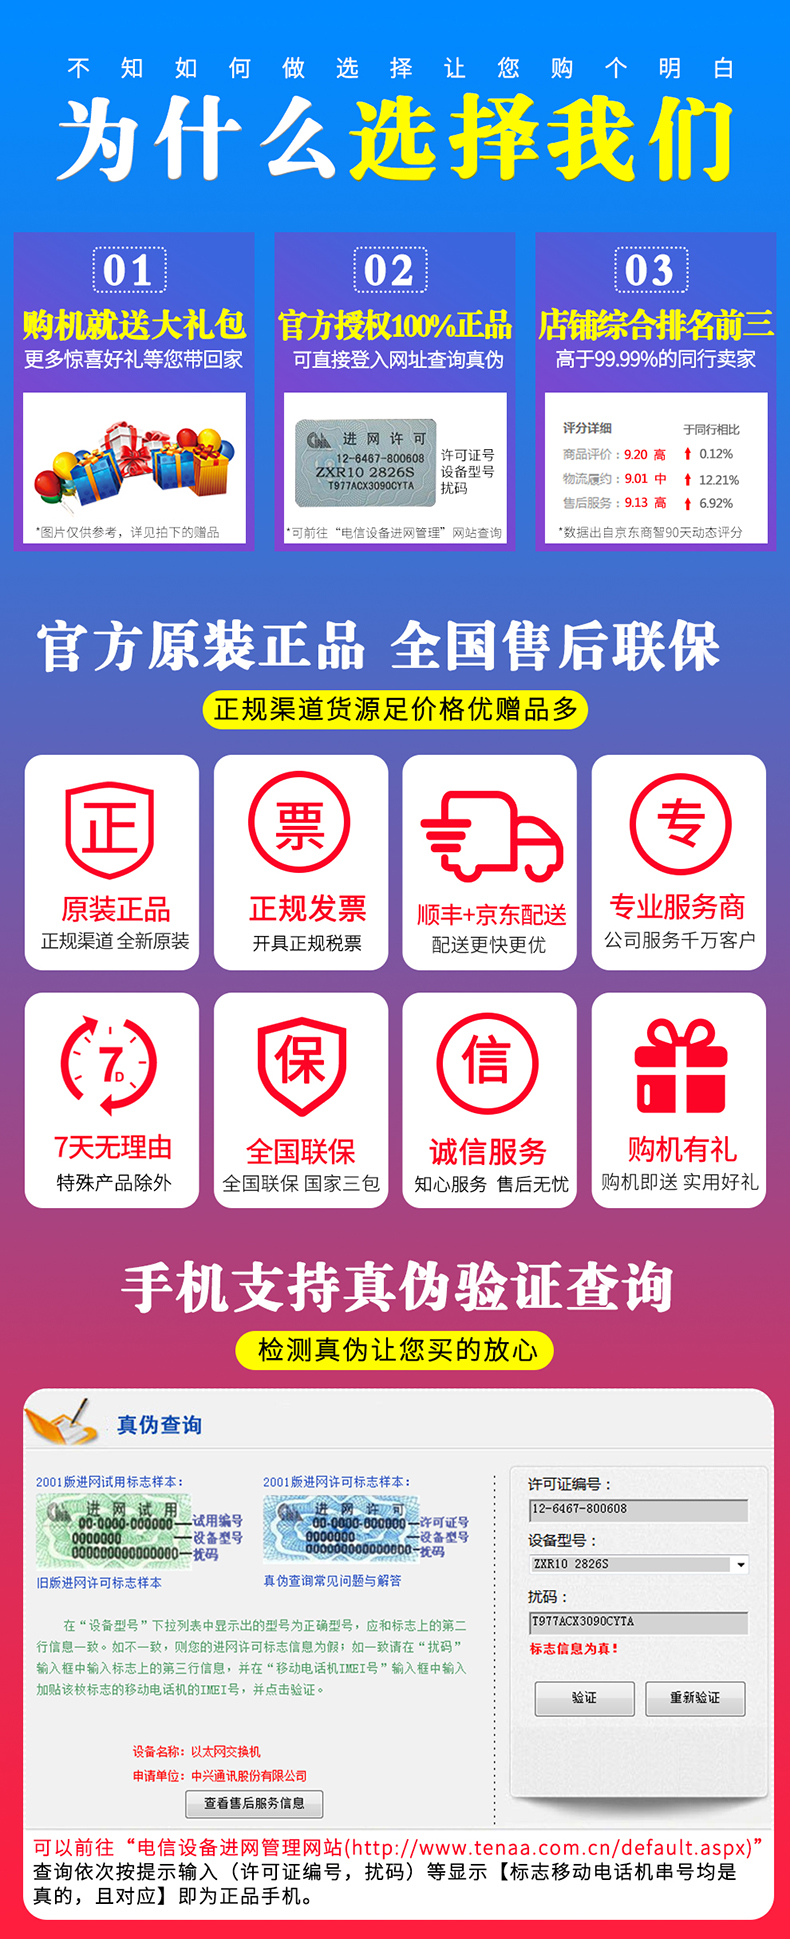 不知如何做选择让您购个明白
为什么选择我们
01
购机就送大礼包
更多惊喜好礼等您带回家
*图片仅供参考，详见拍下的赠品
02
官方授权100%正品
可直接登入网址查询真伪
进网许可
12-6467-800608
ZXR10 2826S
T977ACX3090CYTA
许可证号
设备型号
扰码
*可前往“电信设备进网管理”网站查询
03
店铺综合排名前三
高于99.99%的同行卖家
评分详细 于同行相比
商品评价：9.20 高 0.12%
物流履约：9.01 中 12.21%
售后服务：9.13 高 6.92%
*数据出自京东商智90天动态评分
官方原装正品 全国售后联保
正规渠道货源足价格优赠品多
正
原装正品
正规渠道 全新原装
票
正规发票
开具正规税票
顺丰+京东配送
配送更快更优
专
专业服务商
公司服务千万客户
7D
7天无理由
特殊产品除外
保
全国联保
全国联保 国家三包
信
诚信服务
知心服务 售后无忧
购机有礼
购机即送 实用好礼
手机支持真伪验证查询
检测真伪让您买的放心
真伪查询
2001版进网试用标志样本：
进网试用
00-0000-000000
0000000
000000000000000
试用编号
设备型号
扰码
旧版进网许可标志样本
2001版进网许可标志样本：
进网许可
00-0000-000000
0000000
000000000000000
许可证号
设备型号
扰码
真伪查询常见问题与解答
在“设备型号”下拉列表中显示出的型号为正确型号，应和标志上的第二
行信息一致。如不一致，则您的进网许可标志信息为假；如一致请在“扰码”
输入框中输入标志上的第三行信息，并在“移动电话机IMEI号”输入框中输入
加贴该枚标志的移动电话机的IMEI号，并点击验证。
设备名称：以太网交换机
申请单位：中兴通讯股份有限公司
查看售后服务信息
许可证编号：
12-6467-800608
设备型号：
ZXR10 2826S
扰码：
T977ACX3090CYTA
标志信息为真！
验证
重新验证
可以前往“电信设备进网管理网站(http://www.tenaa.com.cn/default.aspx)”
查询依次按提示输入（许可证编号，扰码）等显示【标志移动电话机串号均是
真的，且对应】即为正品手机。